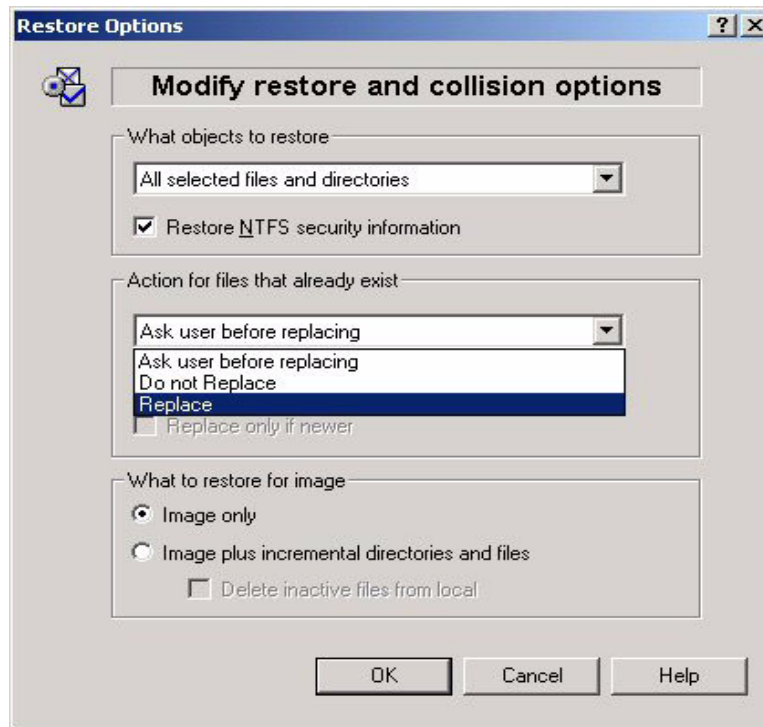 Restore Options
Modify restore and collision options
What objects to restore
All selected files and directories
Restore NTFS security information
Action for files that already exist
Ask user before replacing
Ask user before replacing
Do not Replace
Replace
Replace only if newer
What to restore for image
Image only
Image plus incremental directories and files
Delete inactive files from local
OK Cancel Help